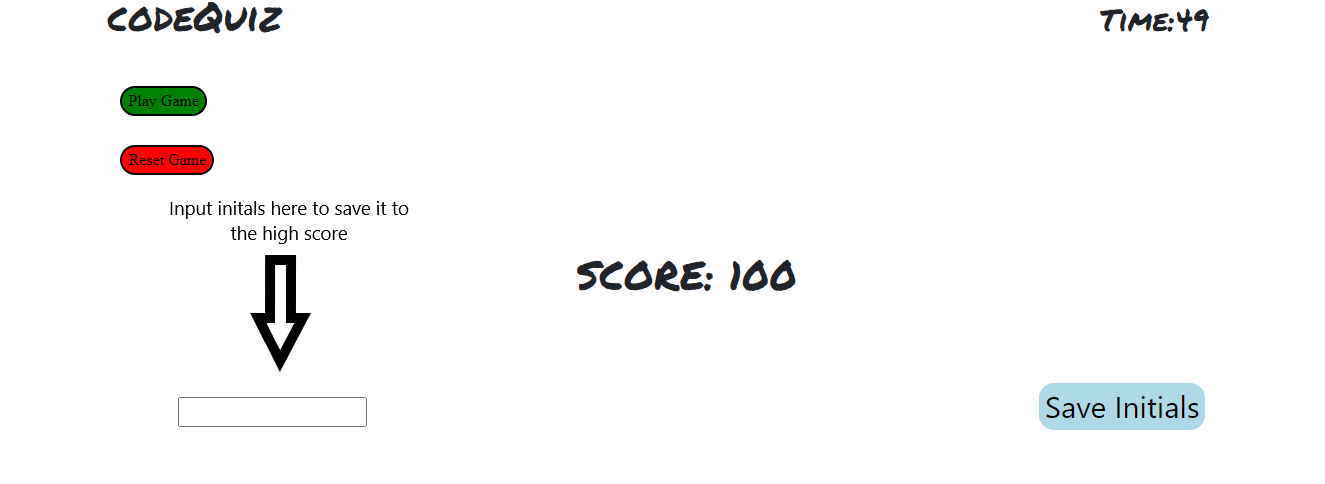 codeQuiz
Time:49
Play Game
Reset Game
Input initals here to save it to
the high score
SCORE: 100
Save Initials